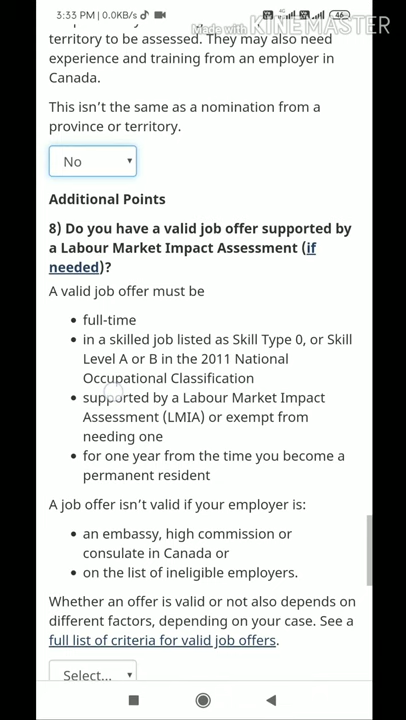 3:33 PM | 0.0KB/s
4G
46
Made with KINEMASTER
territory to be assessed. They may also need
experience and training from an employer in
Canada.
This isn't the same as a nomination from a
province or territory.
No
Additional Points
8) Do you have a valid job offer supported by
a Labour Market Impact Assessment (if
needed)?
A valid job offer must be
• full-time
• in a skilled job listed as Skill Type 0, or Skill
Level A or B in the 2011 National
Occupational Classification
• supported by a Labour Market Impact
Assessment (LMIA) or exempt from
needing one
• for one year from the time you become a
permanent resident
A job offer isn't valid if your employer is:
• an embassy, high commission or
consulate in Canada or
• on the list of ineligible employers.
Whether an offer is valid or not also depends on
different factors, depending on your case. See a
full list of criteria for valid job offers.
Select...